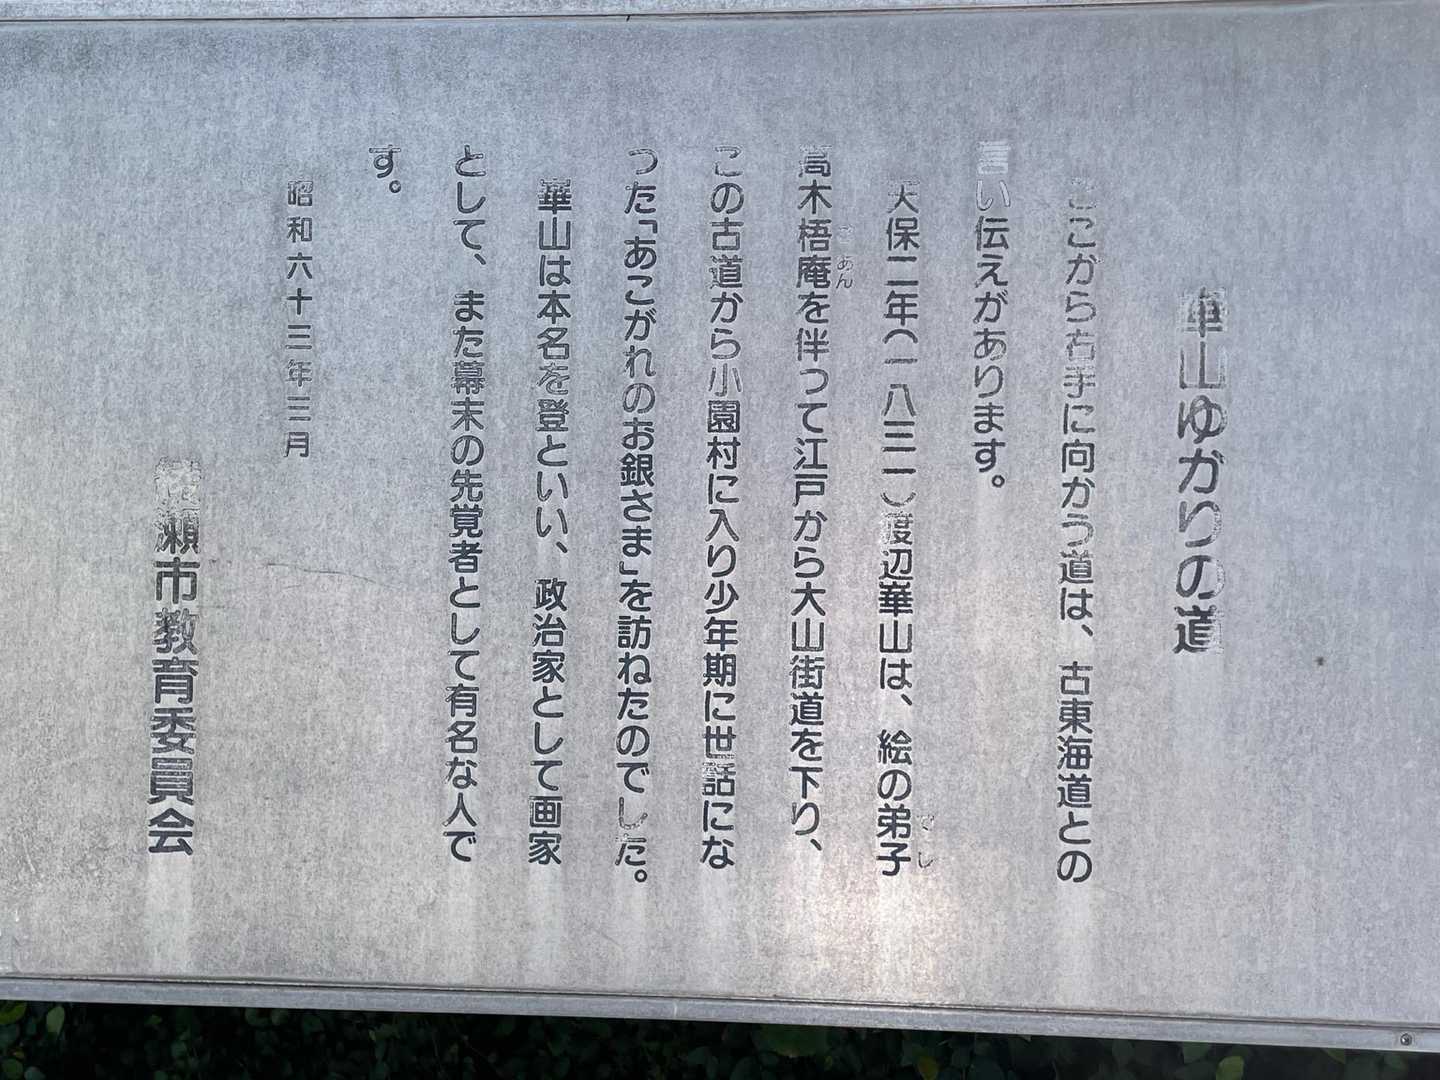 崋山ゆかりの道
ここから右手に向かう道は、古東海道との
言い伝えがあります。
天保二年(一八三一)渡辺崋山は、絵の弟子
でし
高木梧庵を伴って江戸から大山街道を下り、
ごあん
この古道から小園村に入り少年期に世話にな
った「あこがれのお銀さま」を訪ねたのでした。
崋山は本名を登といい、政治家として画家
として、また幕末の先覚者として有名な人で
す。
昭和六十三年三月
綾瀬市教育委員会